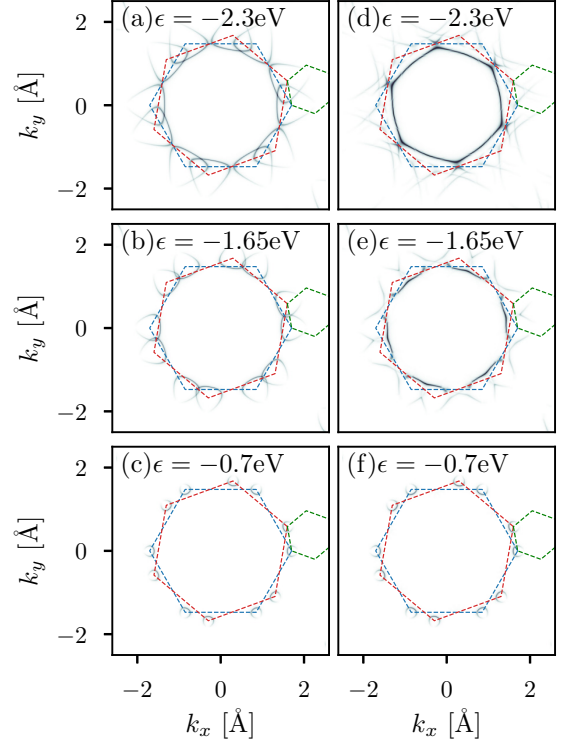 (a)ϵ = −2.3eV
(d)ϵ = −2.3eV
2
0
−2
k_y [Å]
(b)ϵ = −1.65eV
(e)ϵ = −1.65eV
2
0
−2
k_y [Å]
(c)ϵ = −0.7eV
(f)ϵ = −0.7eV
2
0
−2
k_y [Å]
−2 0 2
−2 0 2
k_x [Å]
k_x [Å]